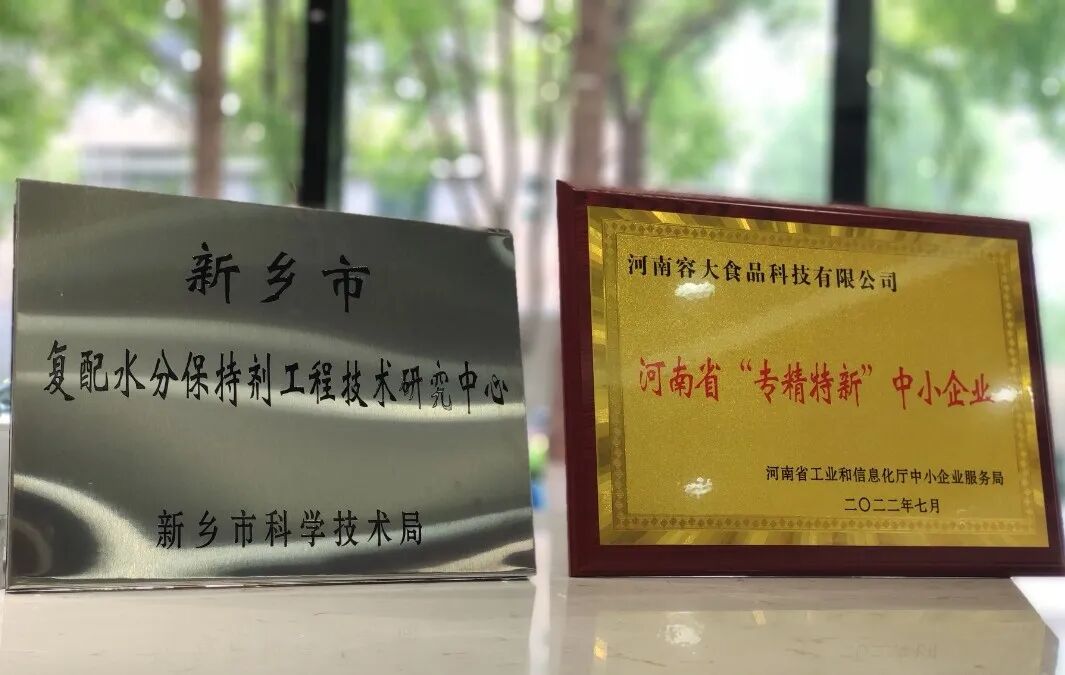 新乡市
复配水分保持剂工程技术研究中心
新乡市科学技术局
河南容大食品科技有限公司
河南省“专精特新”中小企业
河南省工业和信息化厅中小企业服务局
二〇二二年七月